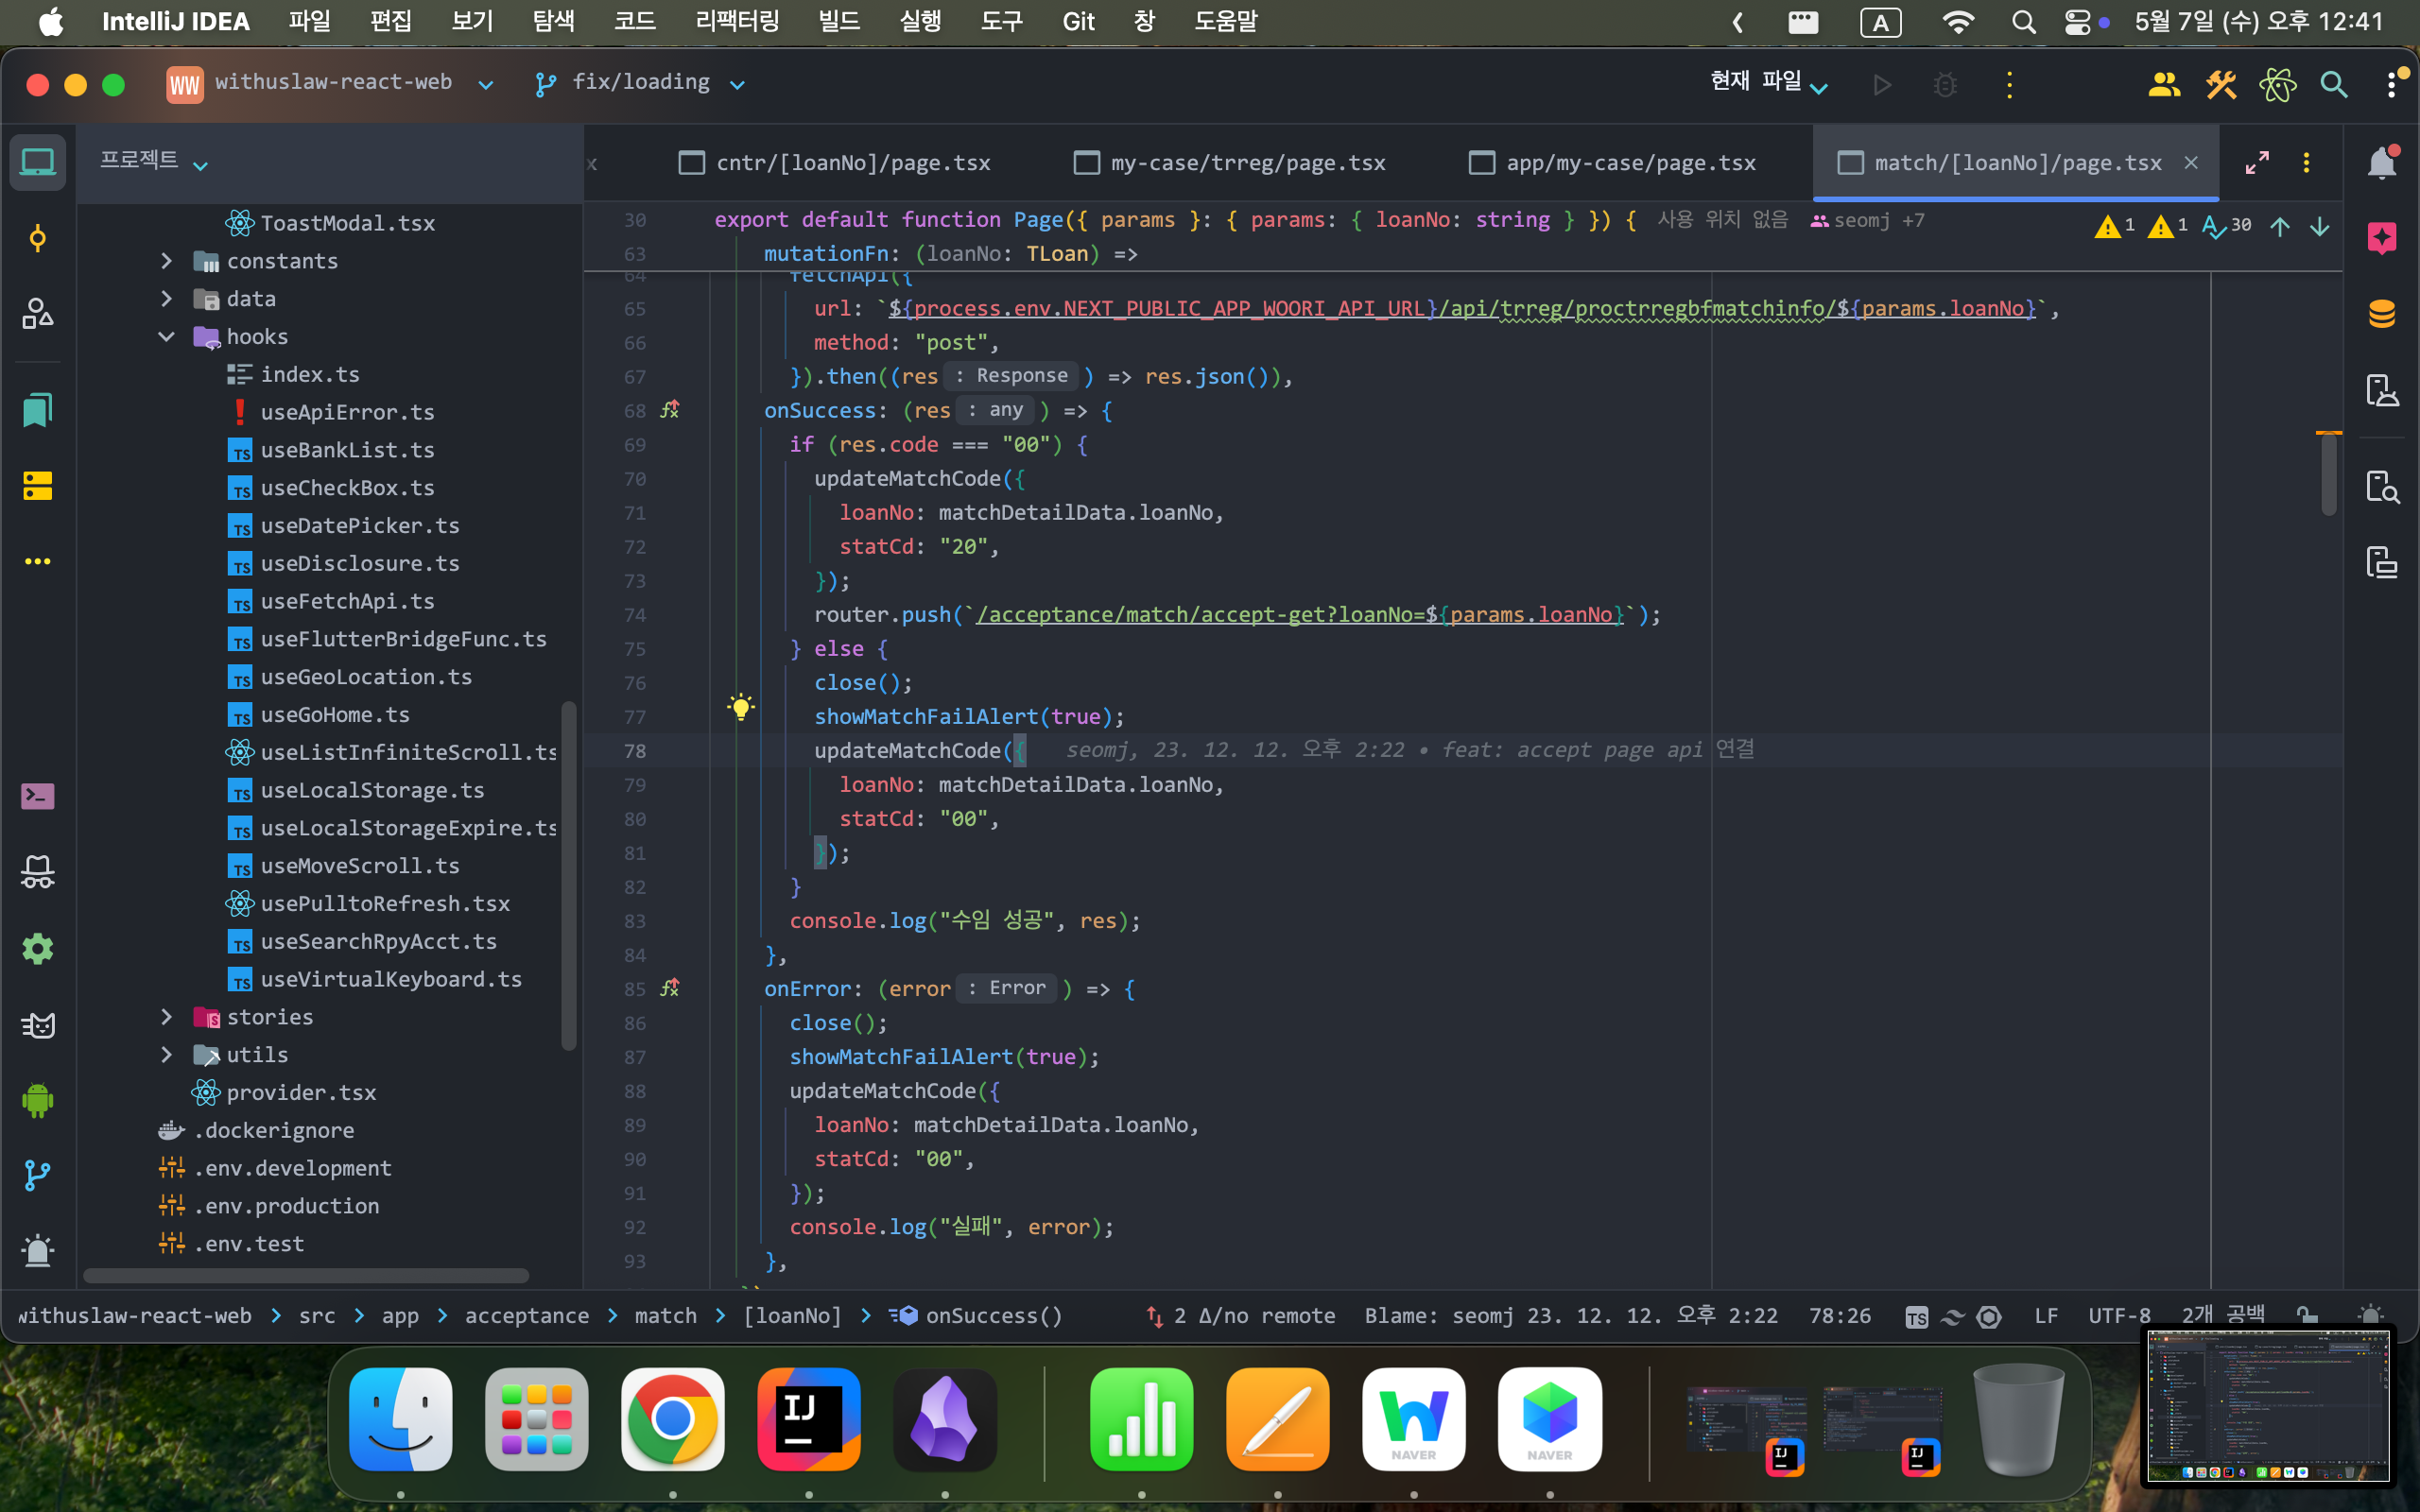 IntelliJ IDEA 파일 편집 보기 탐색 코드 리팩터링 빌드 실행 도구 Git 창 도움말 A 5월 7일 (수) 오후 12:41
WW withuslaw-react-web fix/loading 현재 파일
프로젝트
x cntr/[loanNo]/page.tsx my-case/trreg/page.tsx app/my-case/page.tsx match/[loanNo]/page.tsx ×
ToastModal.tsx
constants
data
hooks
index.ts
useApiError.ts
useBankList.ts
useCheckBox.ts
useDatePicker.ts
useDisclosure.ts
useFetchApi.ts
useFlutterBridgeFunc.ts
useGeoLocation.ts
useGoHome.ts
useListInfiniteScroll.ts
useLocalStorage.ts
useLocalStorageExpire.ts
useMoveScroll.ts
usePulltoRefresh.tsx
useSearchRpyAcct.ts
useVirtualKeyboard.ts
stories
utils
provider.tsx
.dockerignore
.env.development
.env.production
.env.test
30 export default function Page({ params }: { params: { loanNo: string } }) { 사용 위치 없음 seomj +7
1 1 30
63 mutationFn: (loanNo: TLoan) =>
64 fetchApi({
65 url: `${process.env.NEXT_PUBLIC_APP_WOORI_API_URL}/api/trreg/proctrregbfmatchinfo/${params.loanNo}`,
66 method: "post",
67 }).then((res : Response ) => res.json()),
68 onSuccess: (res : any ) => {
69 if (res.code === "00") {
70 updateMatchCode({
71 loanNo: matchDetailData.loanNo,
72 statCd: "20",
73 });
74 router.push(`/acceptance/match/accept-get?loanNo=${params.loanNo}`);
75 } else {
76 close();
77 showMatchFailAlert(true);
78 updateMatchCode({ seomj, 23. 12. 12. 오후 2:22 • feat: accept page api 연결
79 loanNo: matchDetailData.loanNo,
80 statCd: "00",
81 });
82 }
83 console.log("수임 성공", res);
84 },
85 onError: (error : Error ) => {
86 close();
87 showMatchFailAlert(true);
88 updateMatchCode({
89 loanNo: matchDetailData.loanNo,
90 statCd: "00",
91 });
92 console.log("실패", error);
93 },
withuslaw-react-web > src > app > acceptance > match > [loanNo] > onSuccess() 2 Δ/no remote Blame: seomj 23. 12. 12. 오후 2:22 78:26 TS LF UTF-8 2개 공백
IJ NAVER NAVER IJ IJ